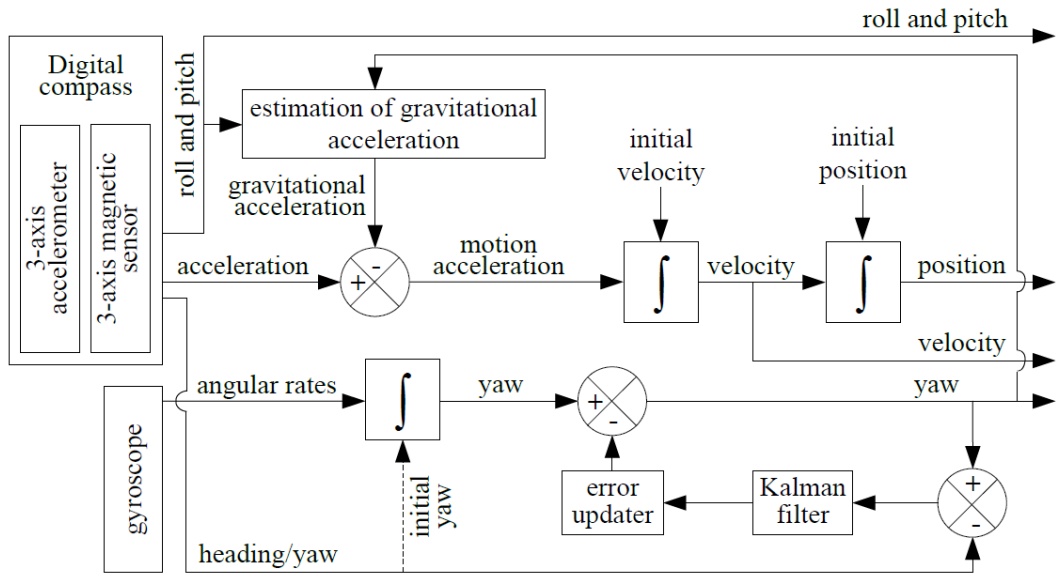 roll and pitch
Digital
compass
roll and pitch
estimation of gravitational
acceleration
3-axis
accelerometer
3-axis magnetic
sensor
gravitational
acceleration
initial
velocity
initial
position
acceleration
+
-
motion
acceleration
∫
velocity
∫
position
velocity
gyroscope
angular rates
∫
yaw
+
-
yaw
initial
yaw
error
updater
Kalman
filter
+
-
heading/yaw